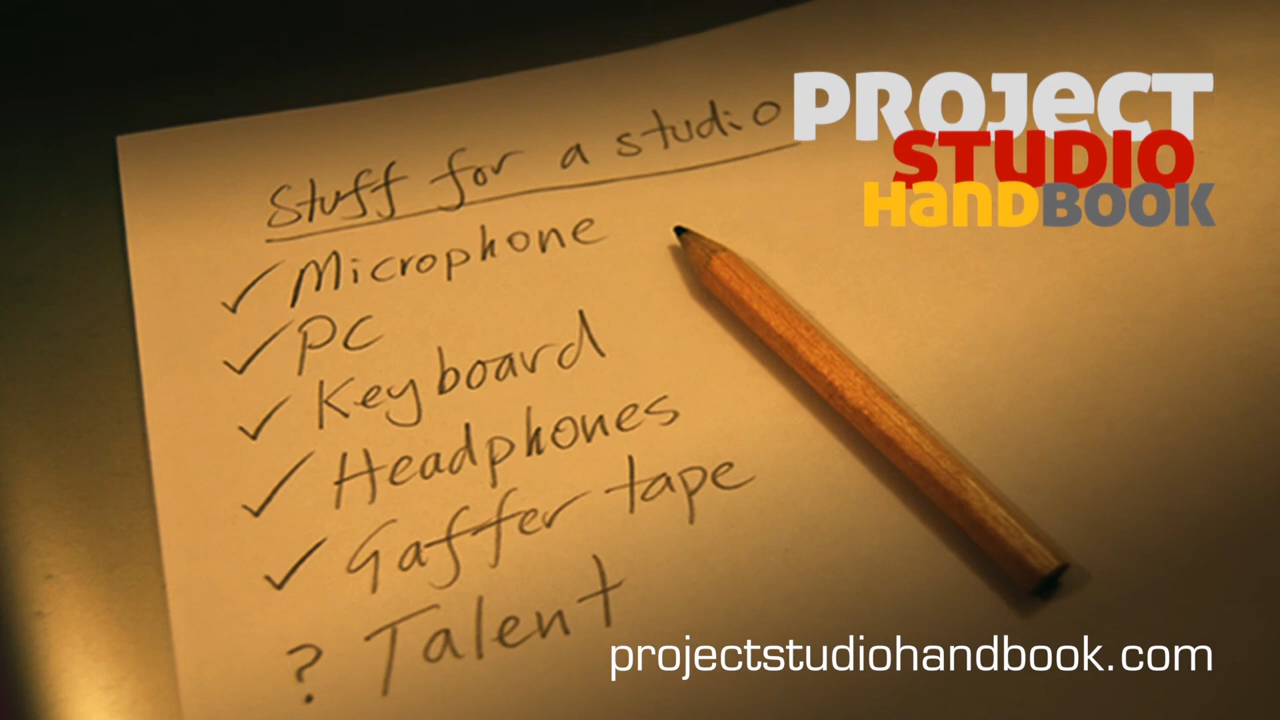 Stuff for a studio
✓ Microphone
✓ PC
✓ Keyboard
✓ Headphones
✓ Gaffer tape
? Talent
PROJECT
STUDIO
HANDBOOK
projectstudiohandbook.com